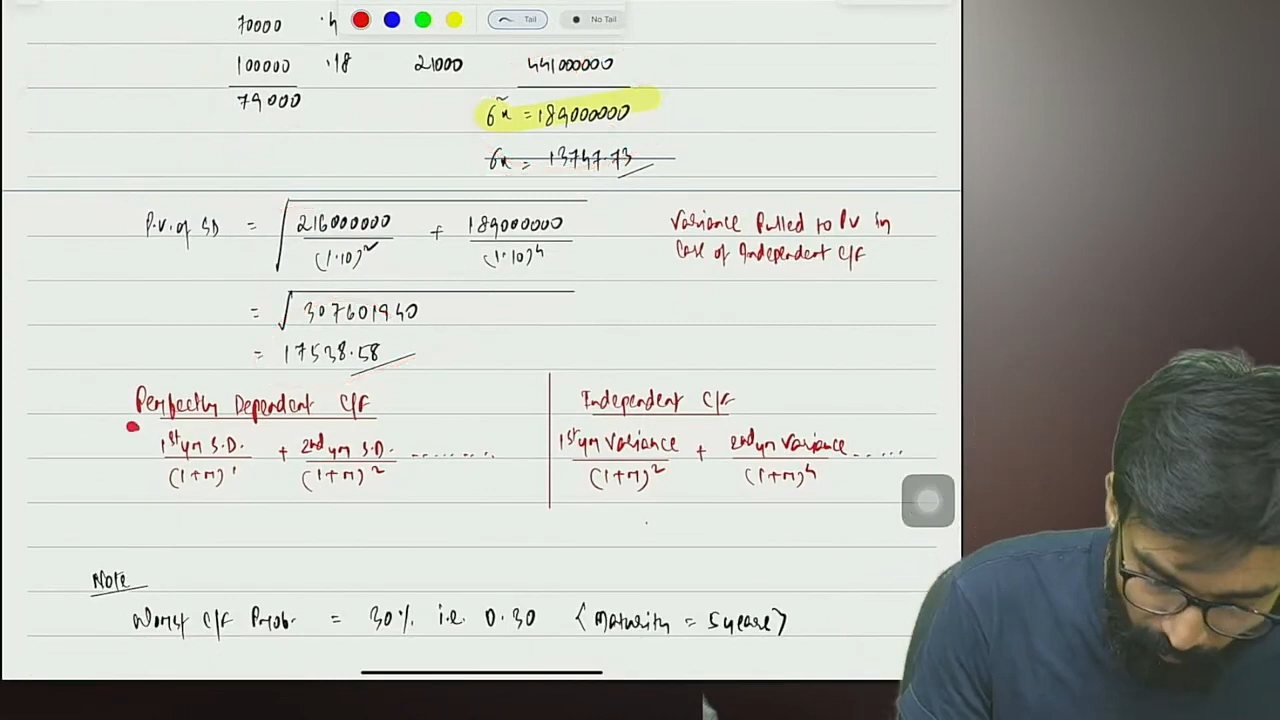 70000
Tail
No Tail
100000 .18 21000 441000000
79000
σ²x = 189000000
σx = 13747.73
P.V. of SD = √ 216000000 / (1.10)² + 189000000 / (1.10)⁴
Variance Pulled to PV in
Case of Independent C/F
= √ 307601940
= 17538.58
Perfectly Dependent C/F
1st yr S.D. / (1+r)¹ + 2nd yr S.D. / (1+r)² .........
Independent C/F
1st yr Variance / (1+r)² + 2nd yr Variance / (1+r)⁴ .....
Note
Worst C/F Prob. = 30% i.e. 0.30 {Maturity = 5 years}